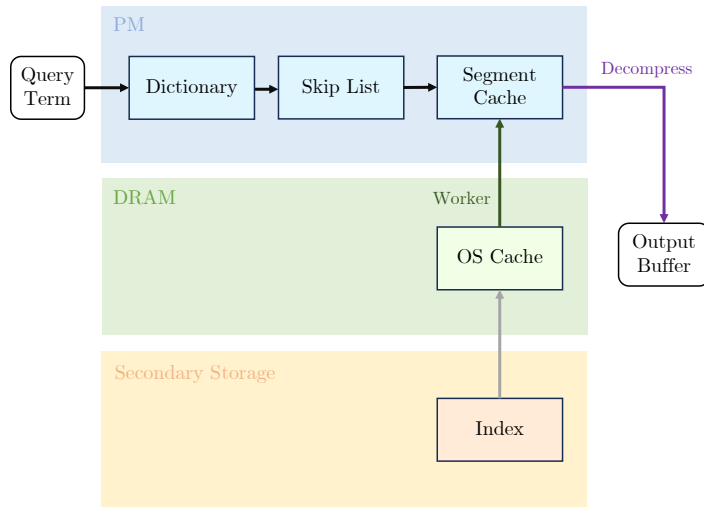 PM
Query
Term
Dictionary
Skip List
Segment
Cache
Decompress
DRAM
Worker
OS Cache
Output
Buffer
Secondary Storage
Index